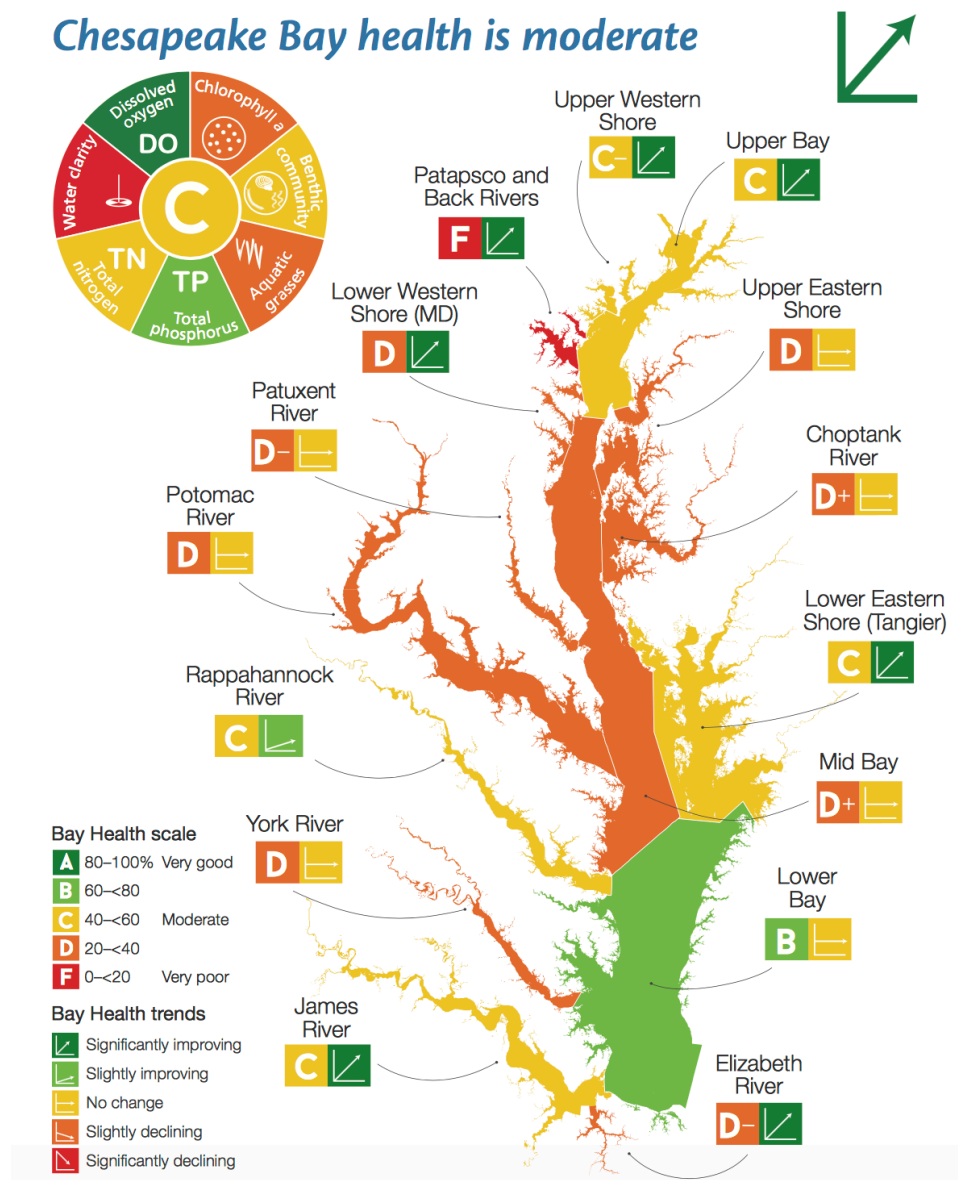 Chesapeake Bay health is moderate
Dissolved
oxygen
DO
Chlorophyll a
Benthic
community
Aquatic
grasses
TP
Total
phosphorus
TN
Total
nitrogen
Water clarity
C
Upper Western
Shore
C–
Upper Bay
C
Patapsco and
Back Rivers
F
Lower Western
Shore (MD)
D
Upper Eastern
Shore
D
Patuxent
River
D–
Choptank
River
D+
Potomac
River
D
Lower Eastern
Shore (Tangier)
C
Rappahannock
River
C
Mid Bay
D+
York River
D
Lower
Bay
B
James
River
C
Elizabeth
River
D–
Bay Health scale
A 80–100% Very good
B 60–<80
C 40–<60 Moderate
D 20–<40
F 0–<20 Very poor
Bay Health trends
Significantly improving
Slightly improving
No change
Slightly declining
Significantly declining